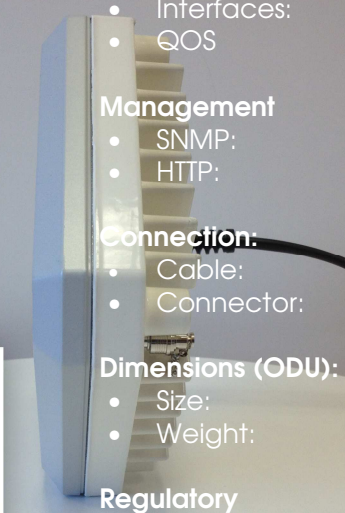 • Interfaces:
• QOS
Management
• SNMP:
• HTTP:
Connection:
• Cable:
• Connector:
Dimensions (ODU):
• Size:
• Weight:
Regulatory